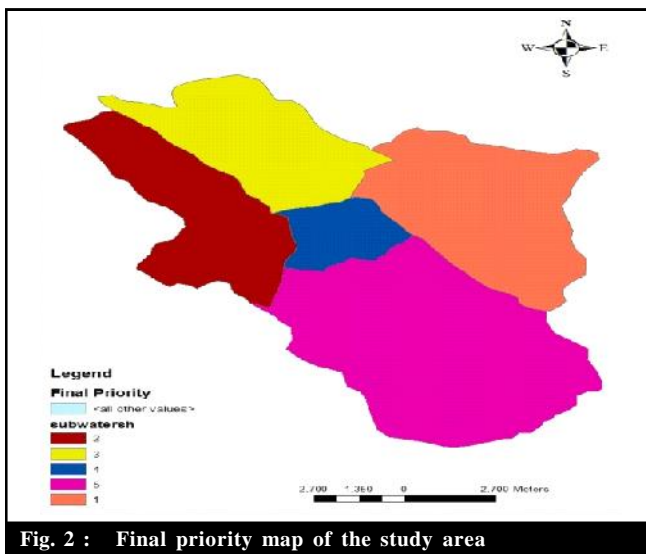 N
W E
S
Legend
Final Priority
<all other values>
subwatersh
2
3
4
5
1
2,700 1,350 0 2,700 Meters
Fig. 2 : Final priority map of the study area